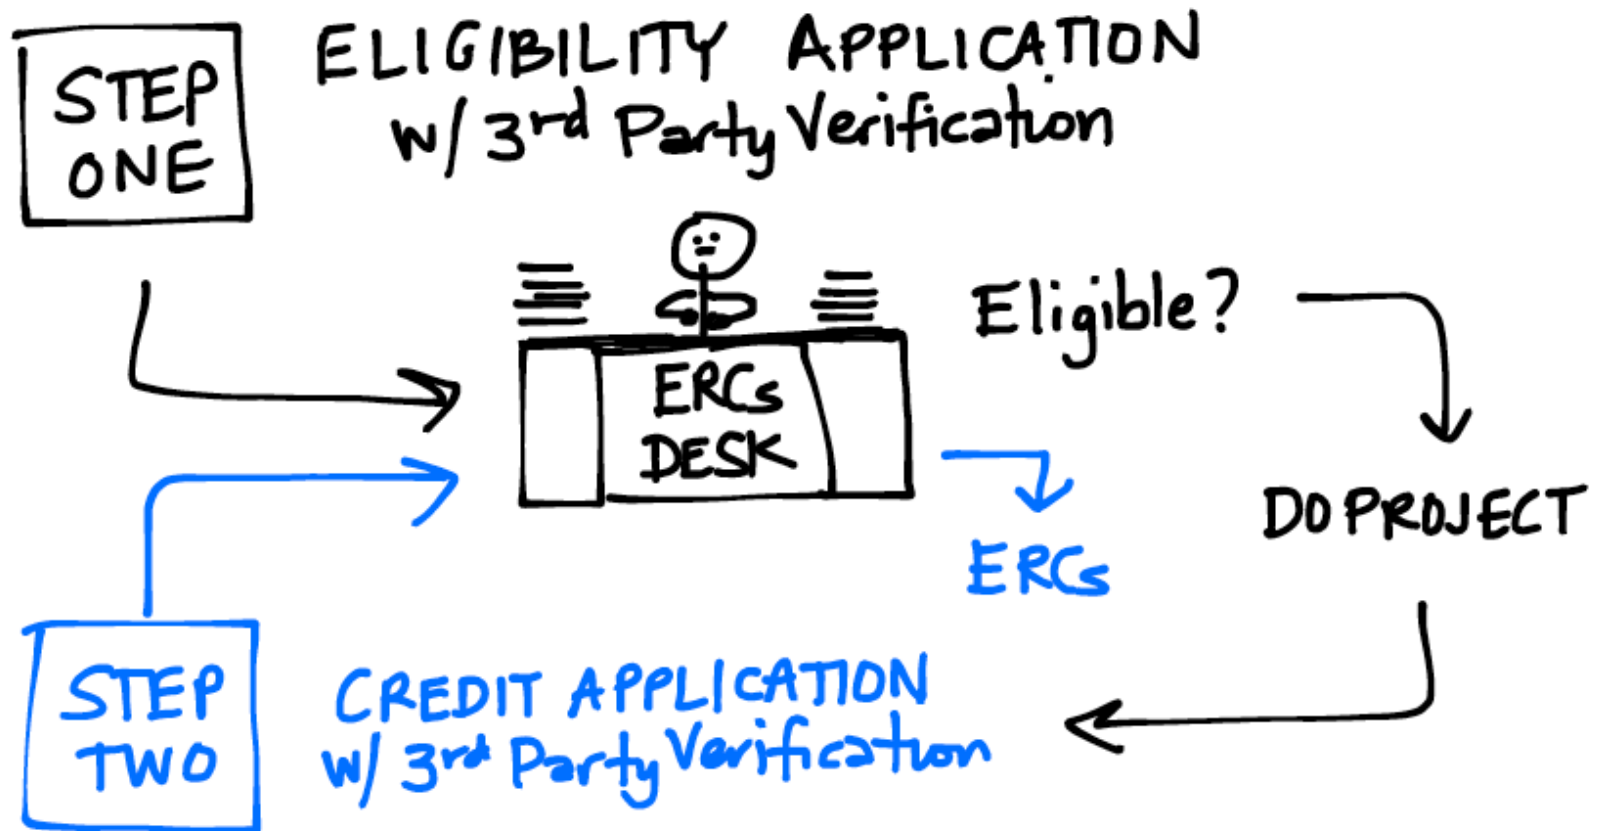 STEP
ONE
ELIGIBILITY APPLICATION
w/ 3rd Party Verification
ERCs
DESK
Eligible?
DO PROJECT
ERCs
STEP
TWO
CREDIT APPLICATION
w/ 3rd Party Verification